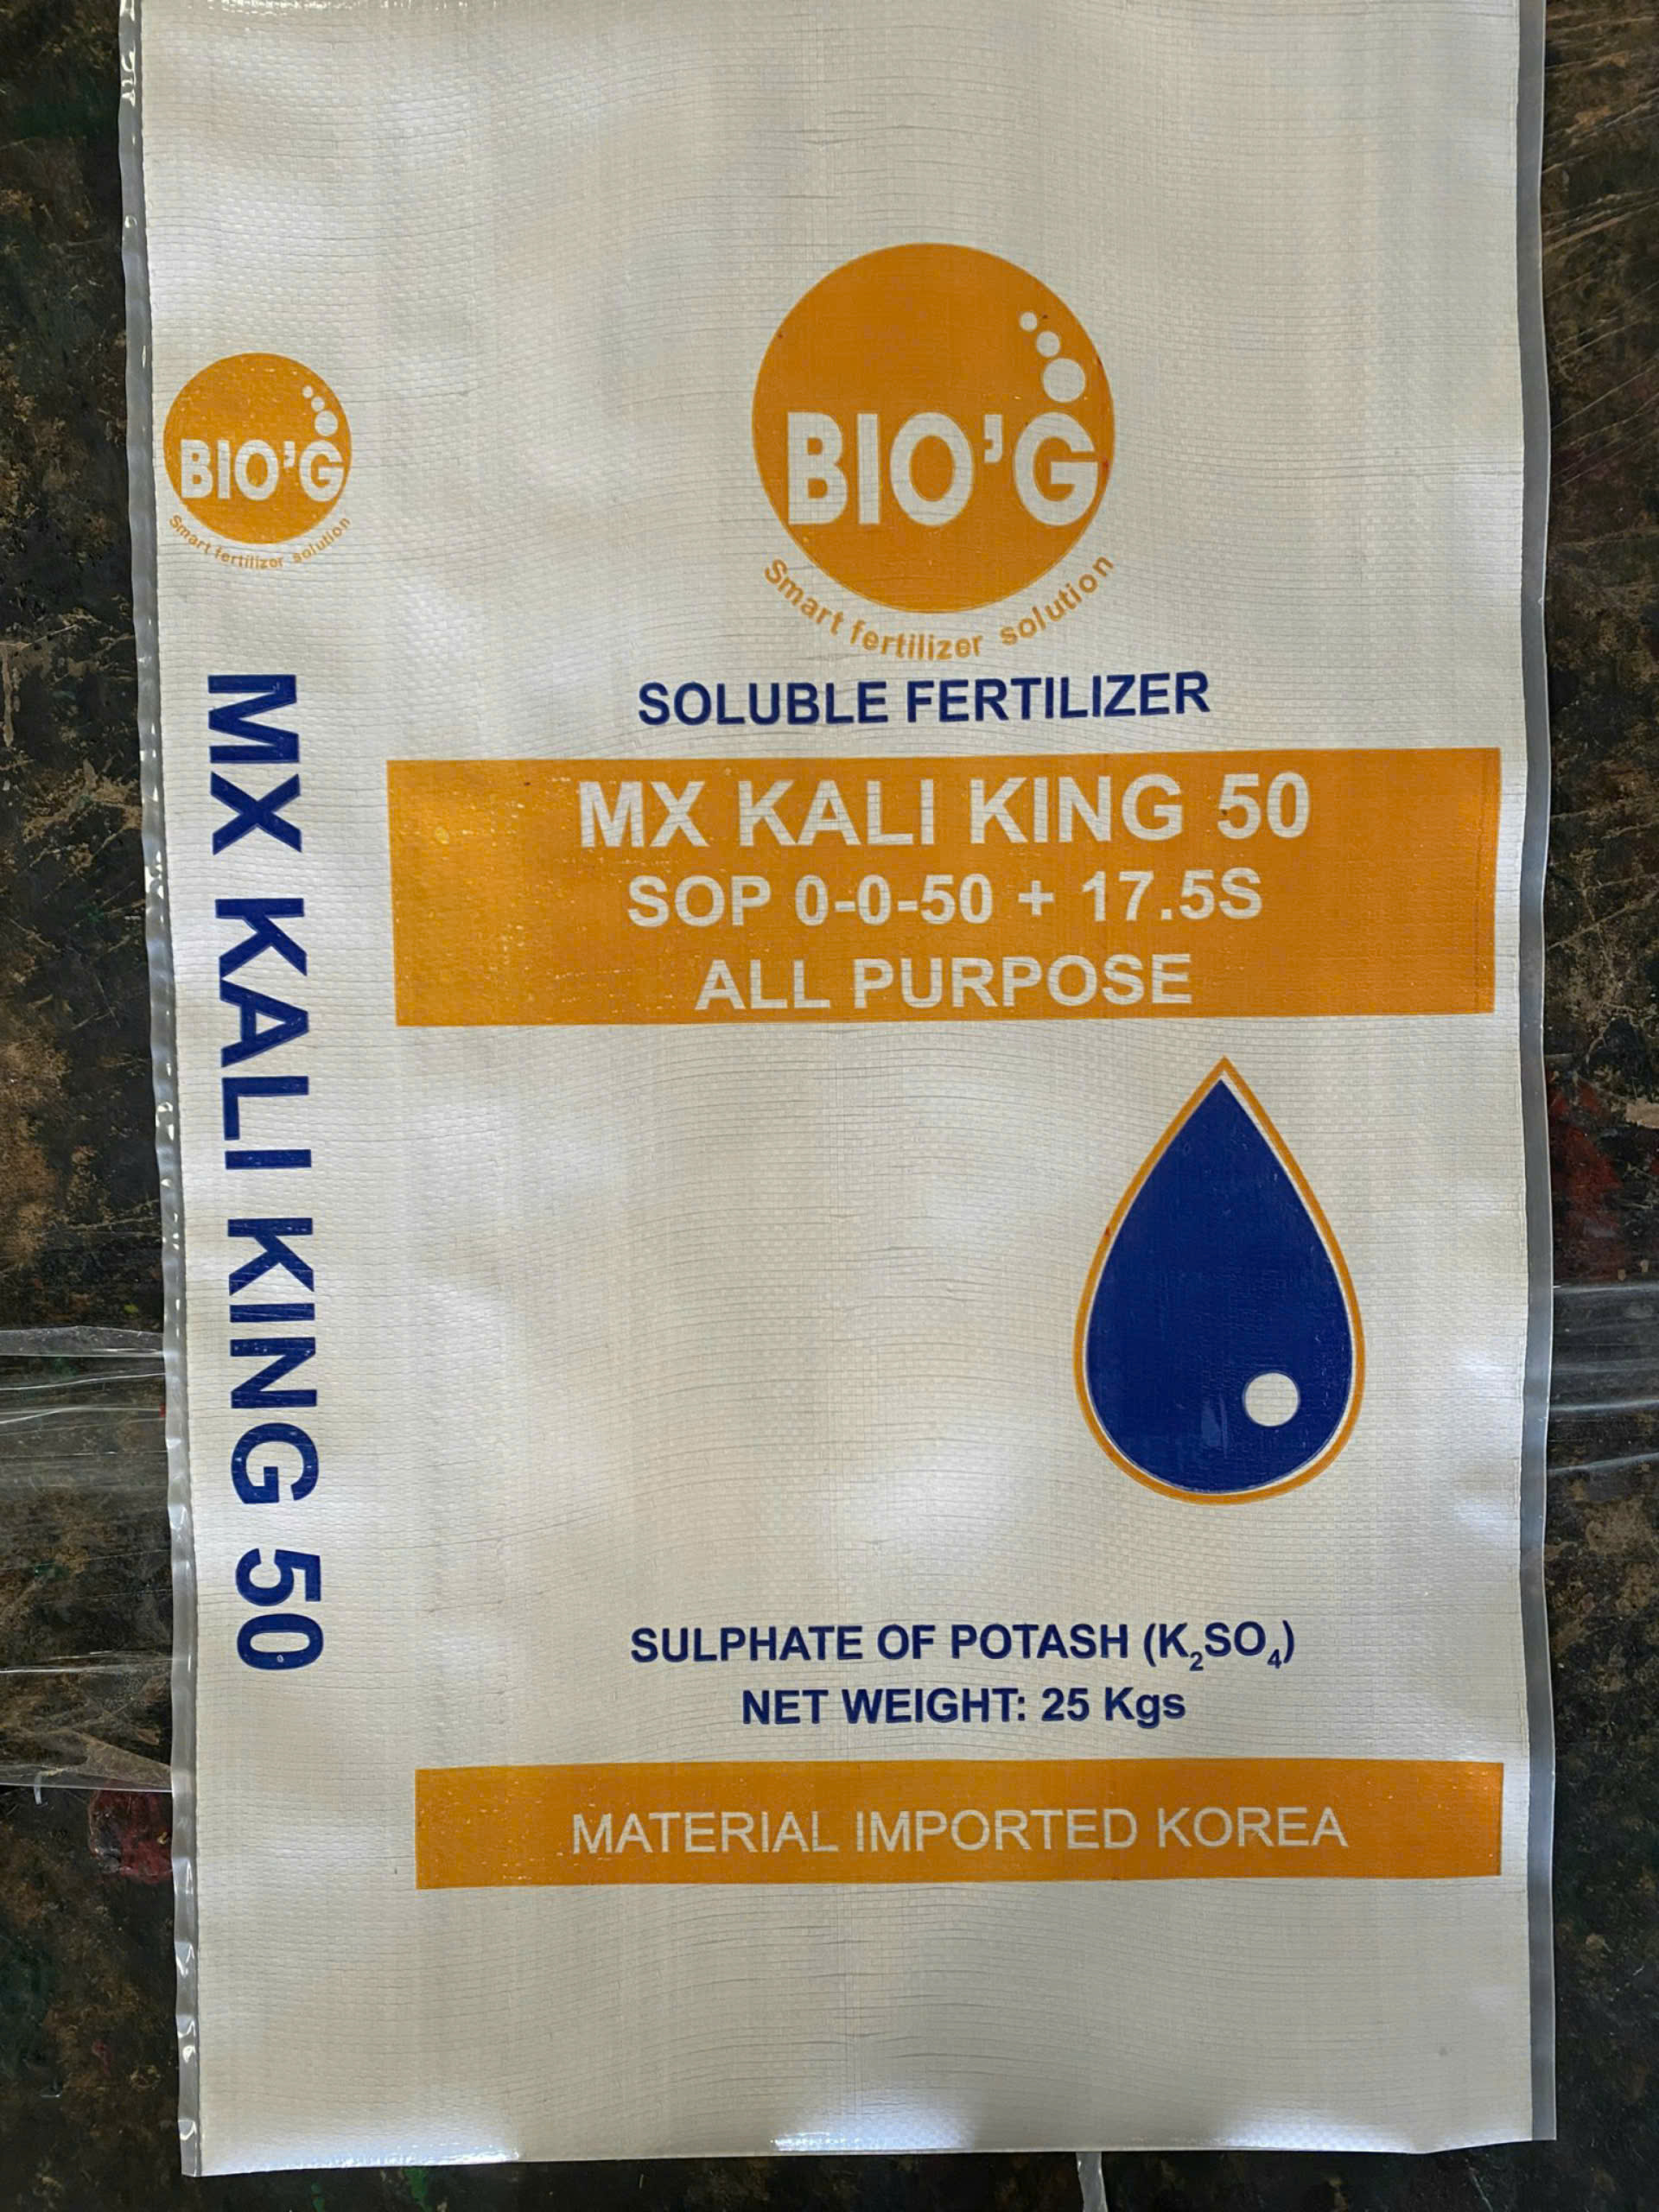 BIO'G
Smart fertilizer solution
MX KALI KING 50
BIO'G
Smart fertilizer solution
SOLUBLE FERTILIZER
MX KALI KING 50
SOP 0-0-50 + 17.5S
ALL PURPOSE
SULPHATE OF POTASH (K₂SO₄)
NET WEIGHT: 25 Kgs
MATERIAL IMPORTED KOREA